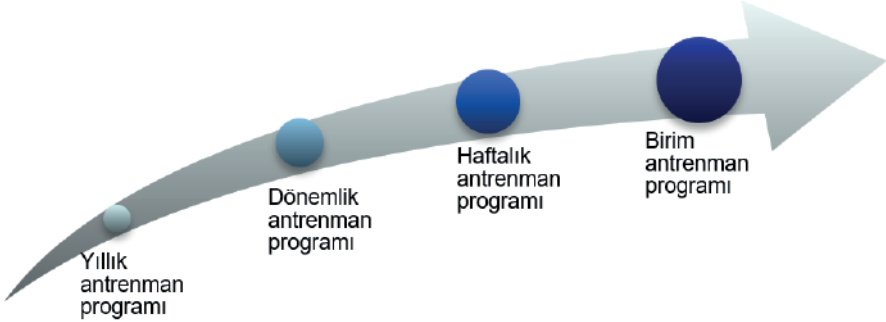 Yıllık
antrenman
programı
Dönemlik
antrenman
programı
Haftalık
antrenman
programı
Birim
antrenman
programı